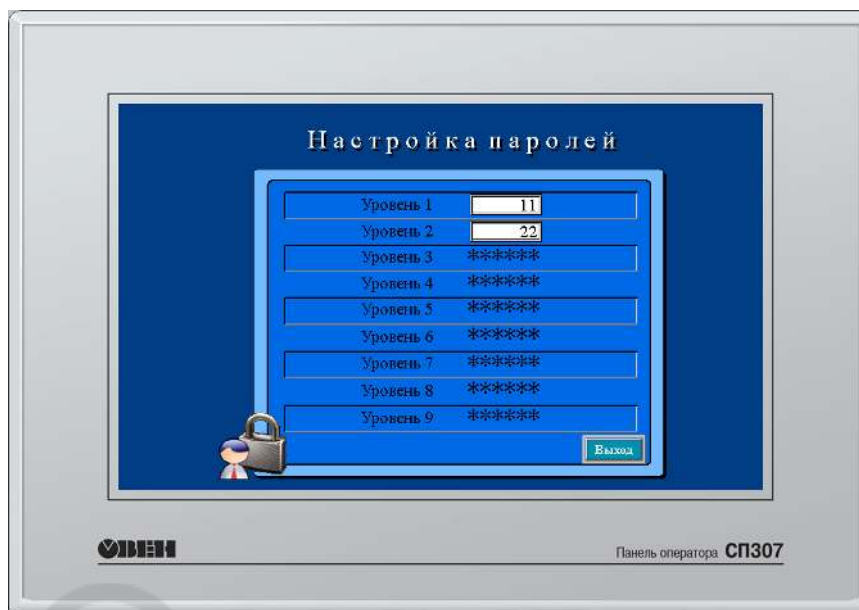 Настройка паролей
Уровень 1 11
Уровень 2 22
Уровень 3 ******
Уровень 4 ******
Уровень 5 ******
Уровень 6 ******
Уровень 7 ******
Уровень 8 ******
Уровень 9 ******
Выход
ОВЕН Панель оператора СП307